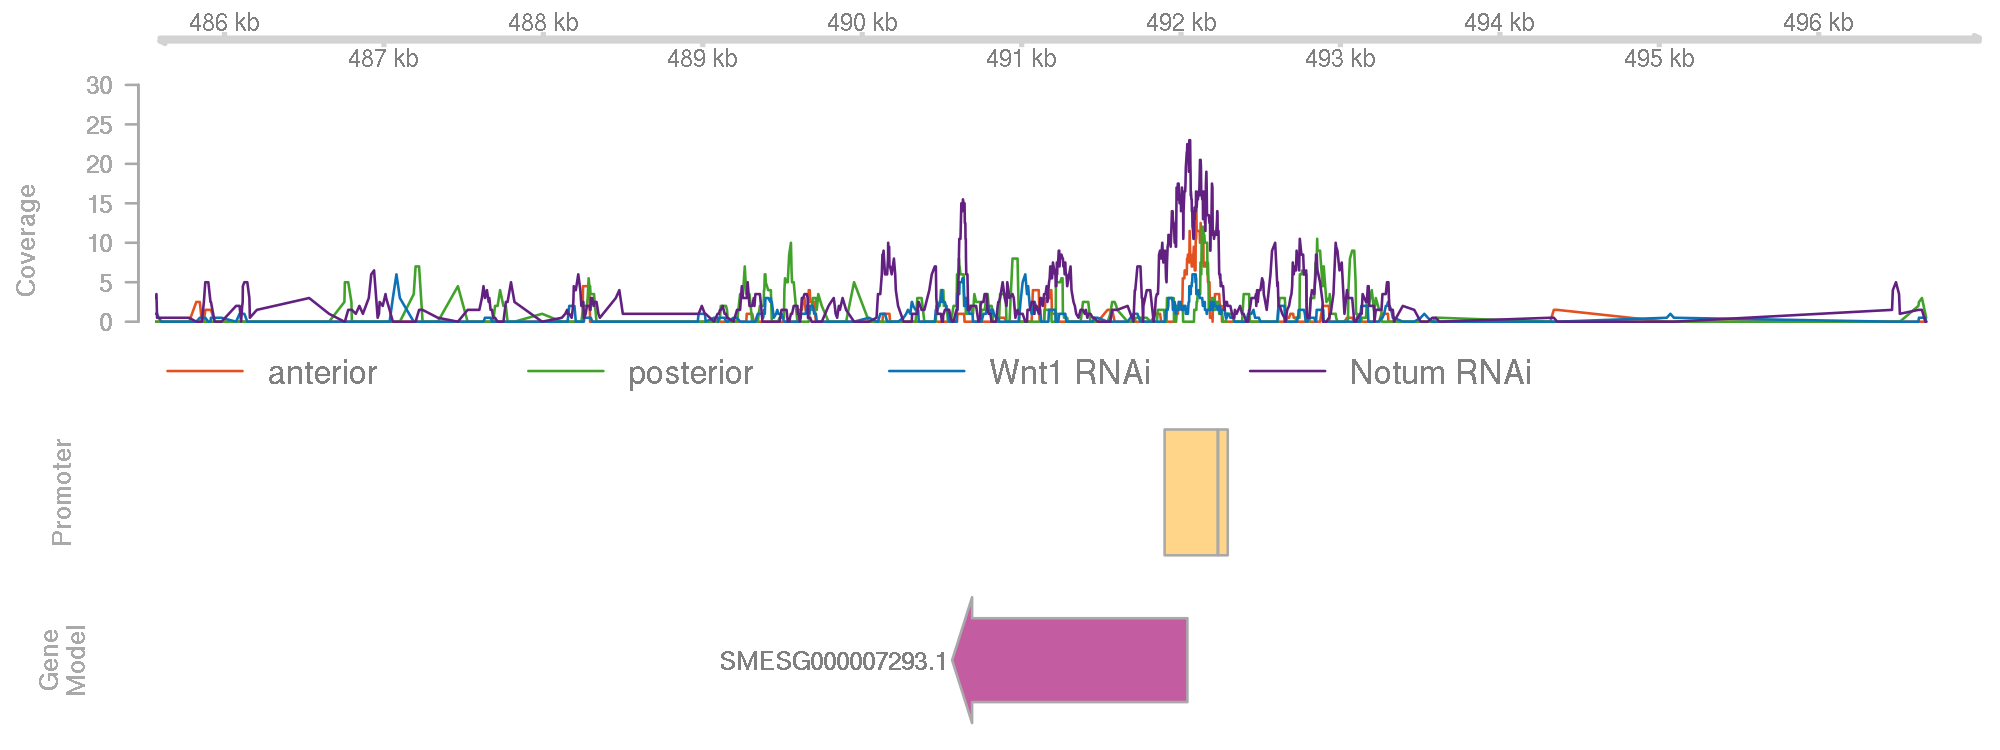 486 kb 488 kb 490 kb 492 kb 494 kb 496 kb
487 kb 489 kb 491 kb 493 kb 495 kb
30
25
20
15
10
5
0
Coverage
anterior posterior Wnt1 RNAi Notum RNAi
Promoter
Gene
Model
SMESG000007293.1